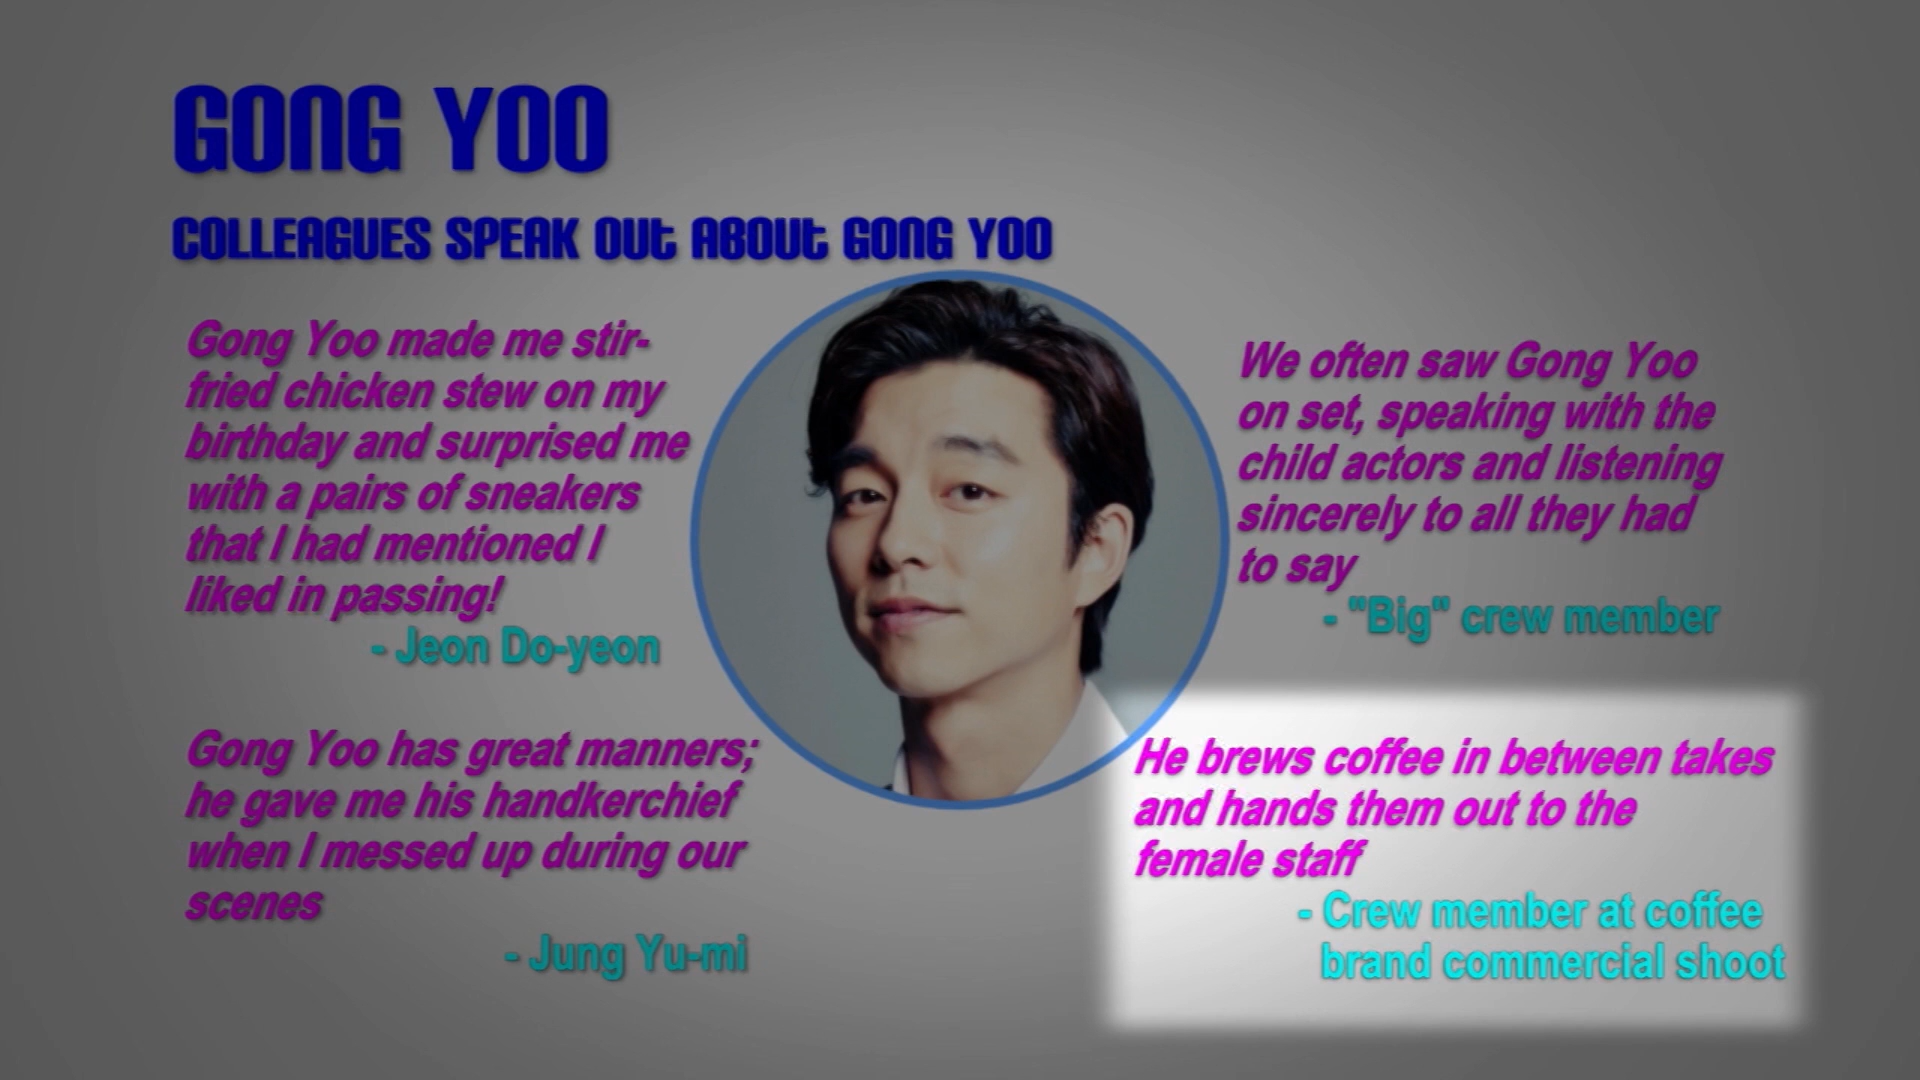 GONG YOO
COLLEAGUES SPEAK OUt ABOUt GONG YOO
Gong Yoo made me stir-
fried chicken stew on my
birthday and surprised me
with a pairs of sneakers
that I had mentioned I
liked in passing!
- Jeon Do-yeon
Gong Yoo has great manners;
he gave me his handkerchief
when I messed up during our
scenes
- Jung Yu-mi
We often saw Gong Yoo
on set, speaking with the
child actors and listening
sincerely to all they had
to say
- "Big" crew member
He brews coffee in between takes
and hands them out to the
female staff
- Crew member at coffee
brand commercial shoot